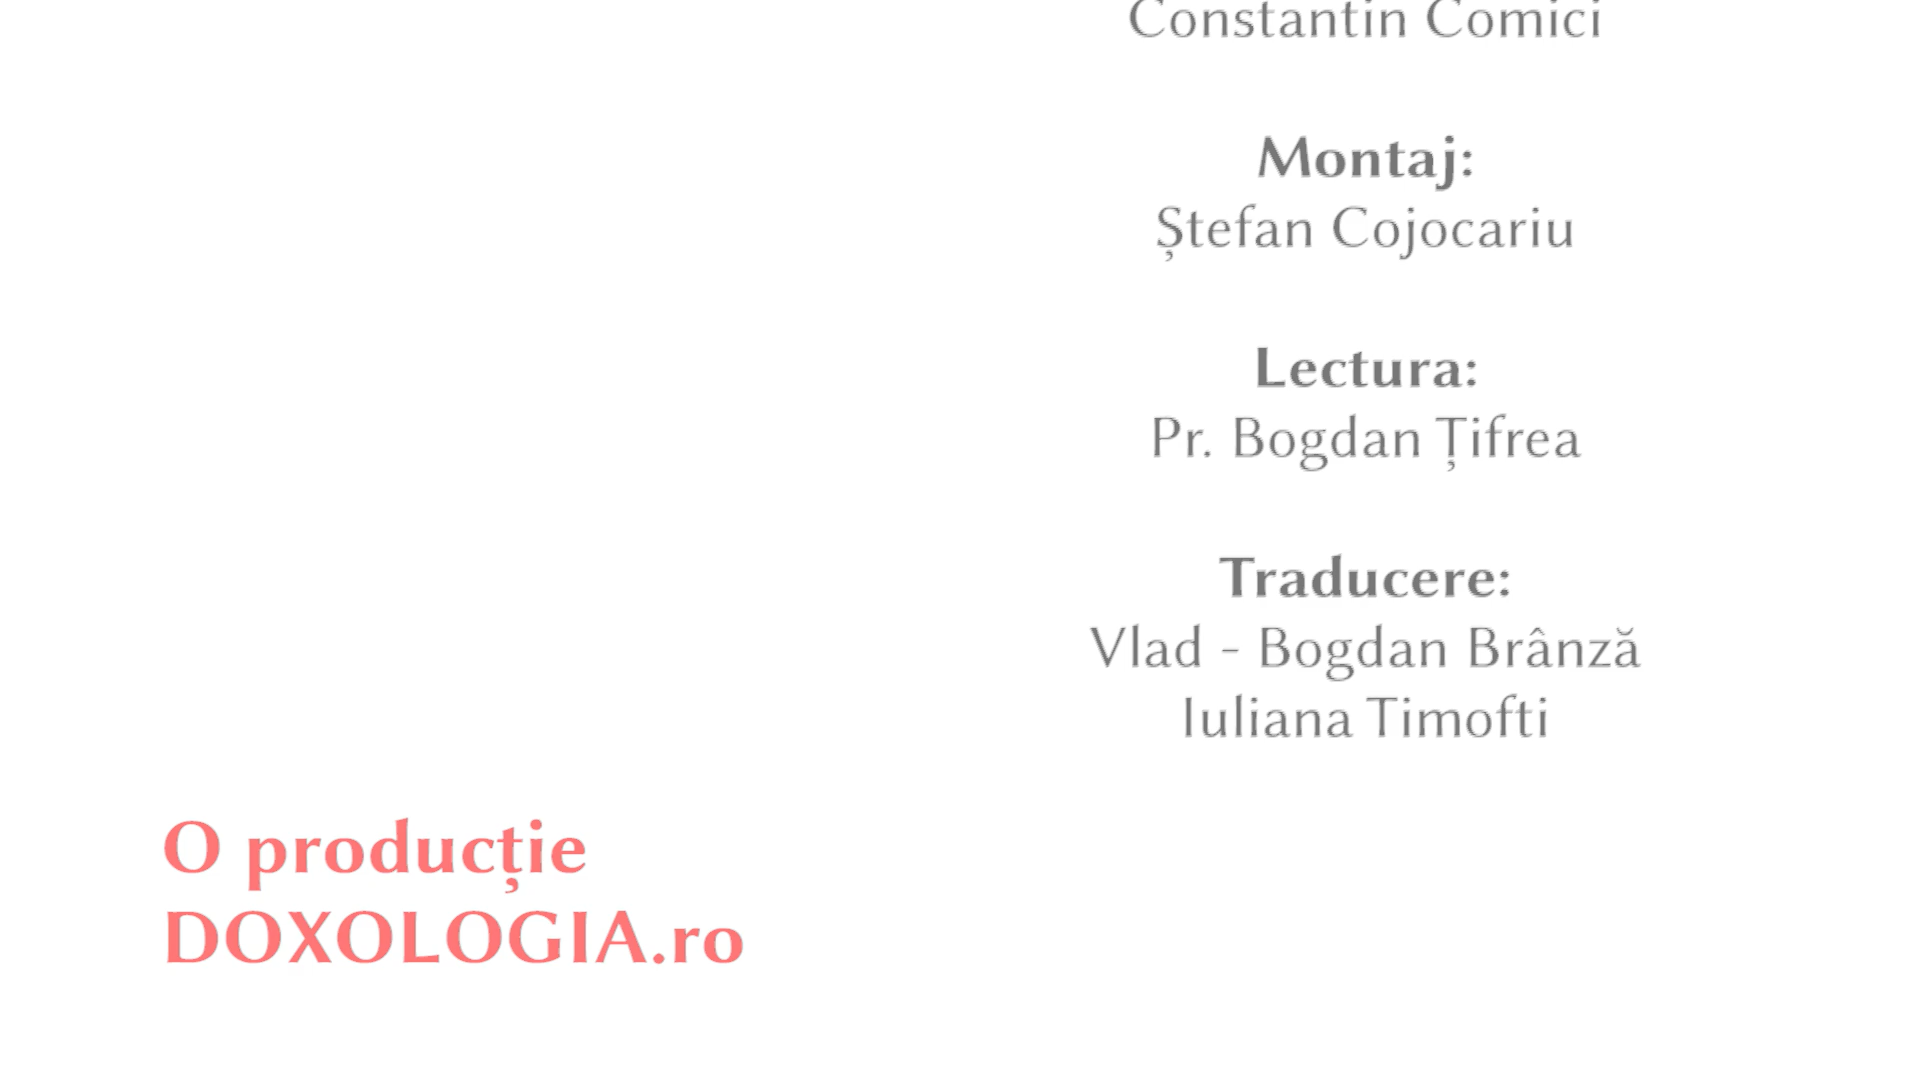 Constantin Comici
Montaj:
Ștefan Cojocariu
Lectura:
Pr. Bogdan Țifrea
Traducere:
Vlad - Bogdan Brânză
Iuliana Timofti
O producție
DOXOLOGIA.ro